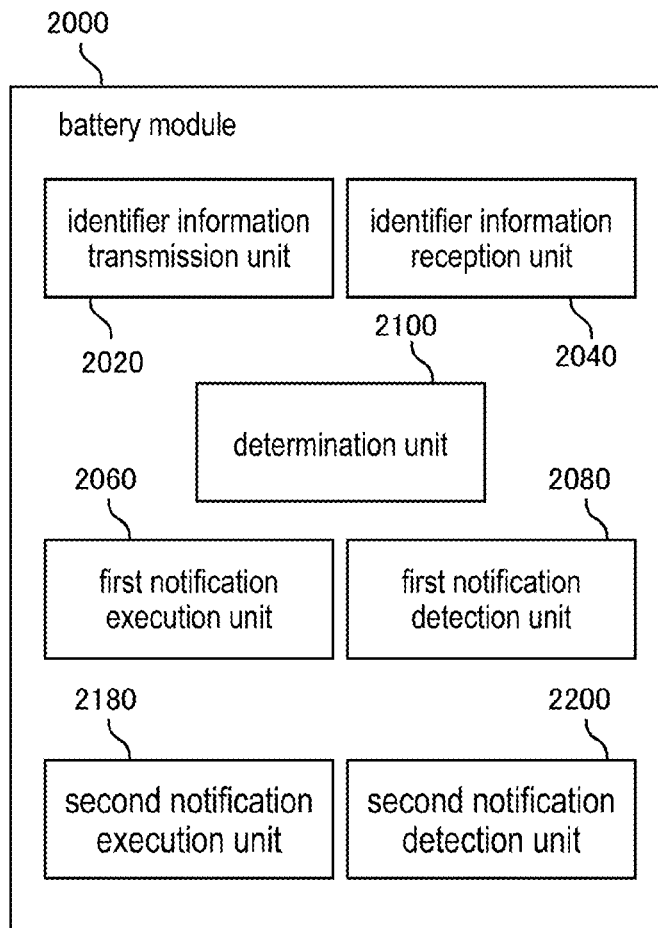 2000
battery module
identifier information
transmission unit
identifier information
reception unit
2020
2040
2100
determination unit
2060
2080
first notification
execution unit
first notification
detection unit
2180
2200
second notification
execution unit
second notification
detection unit